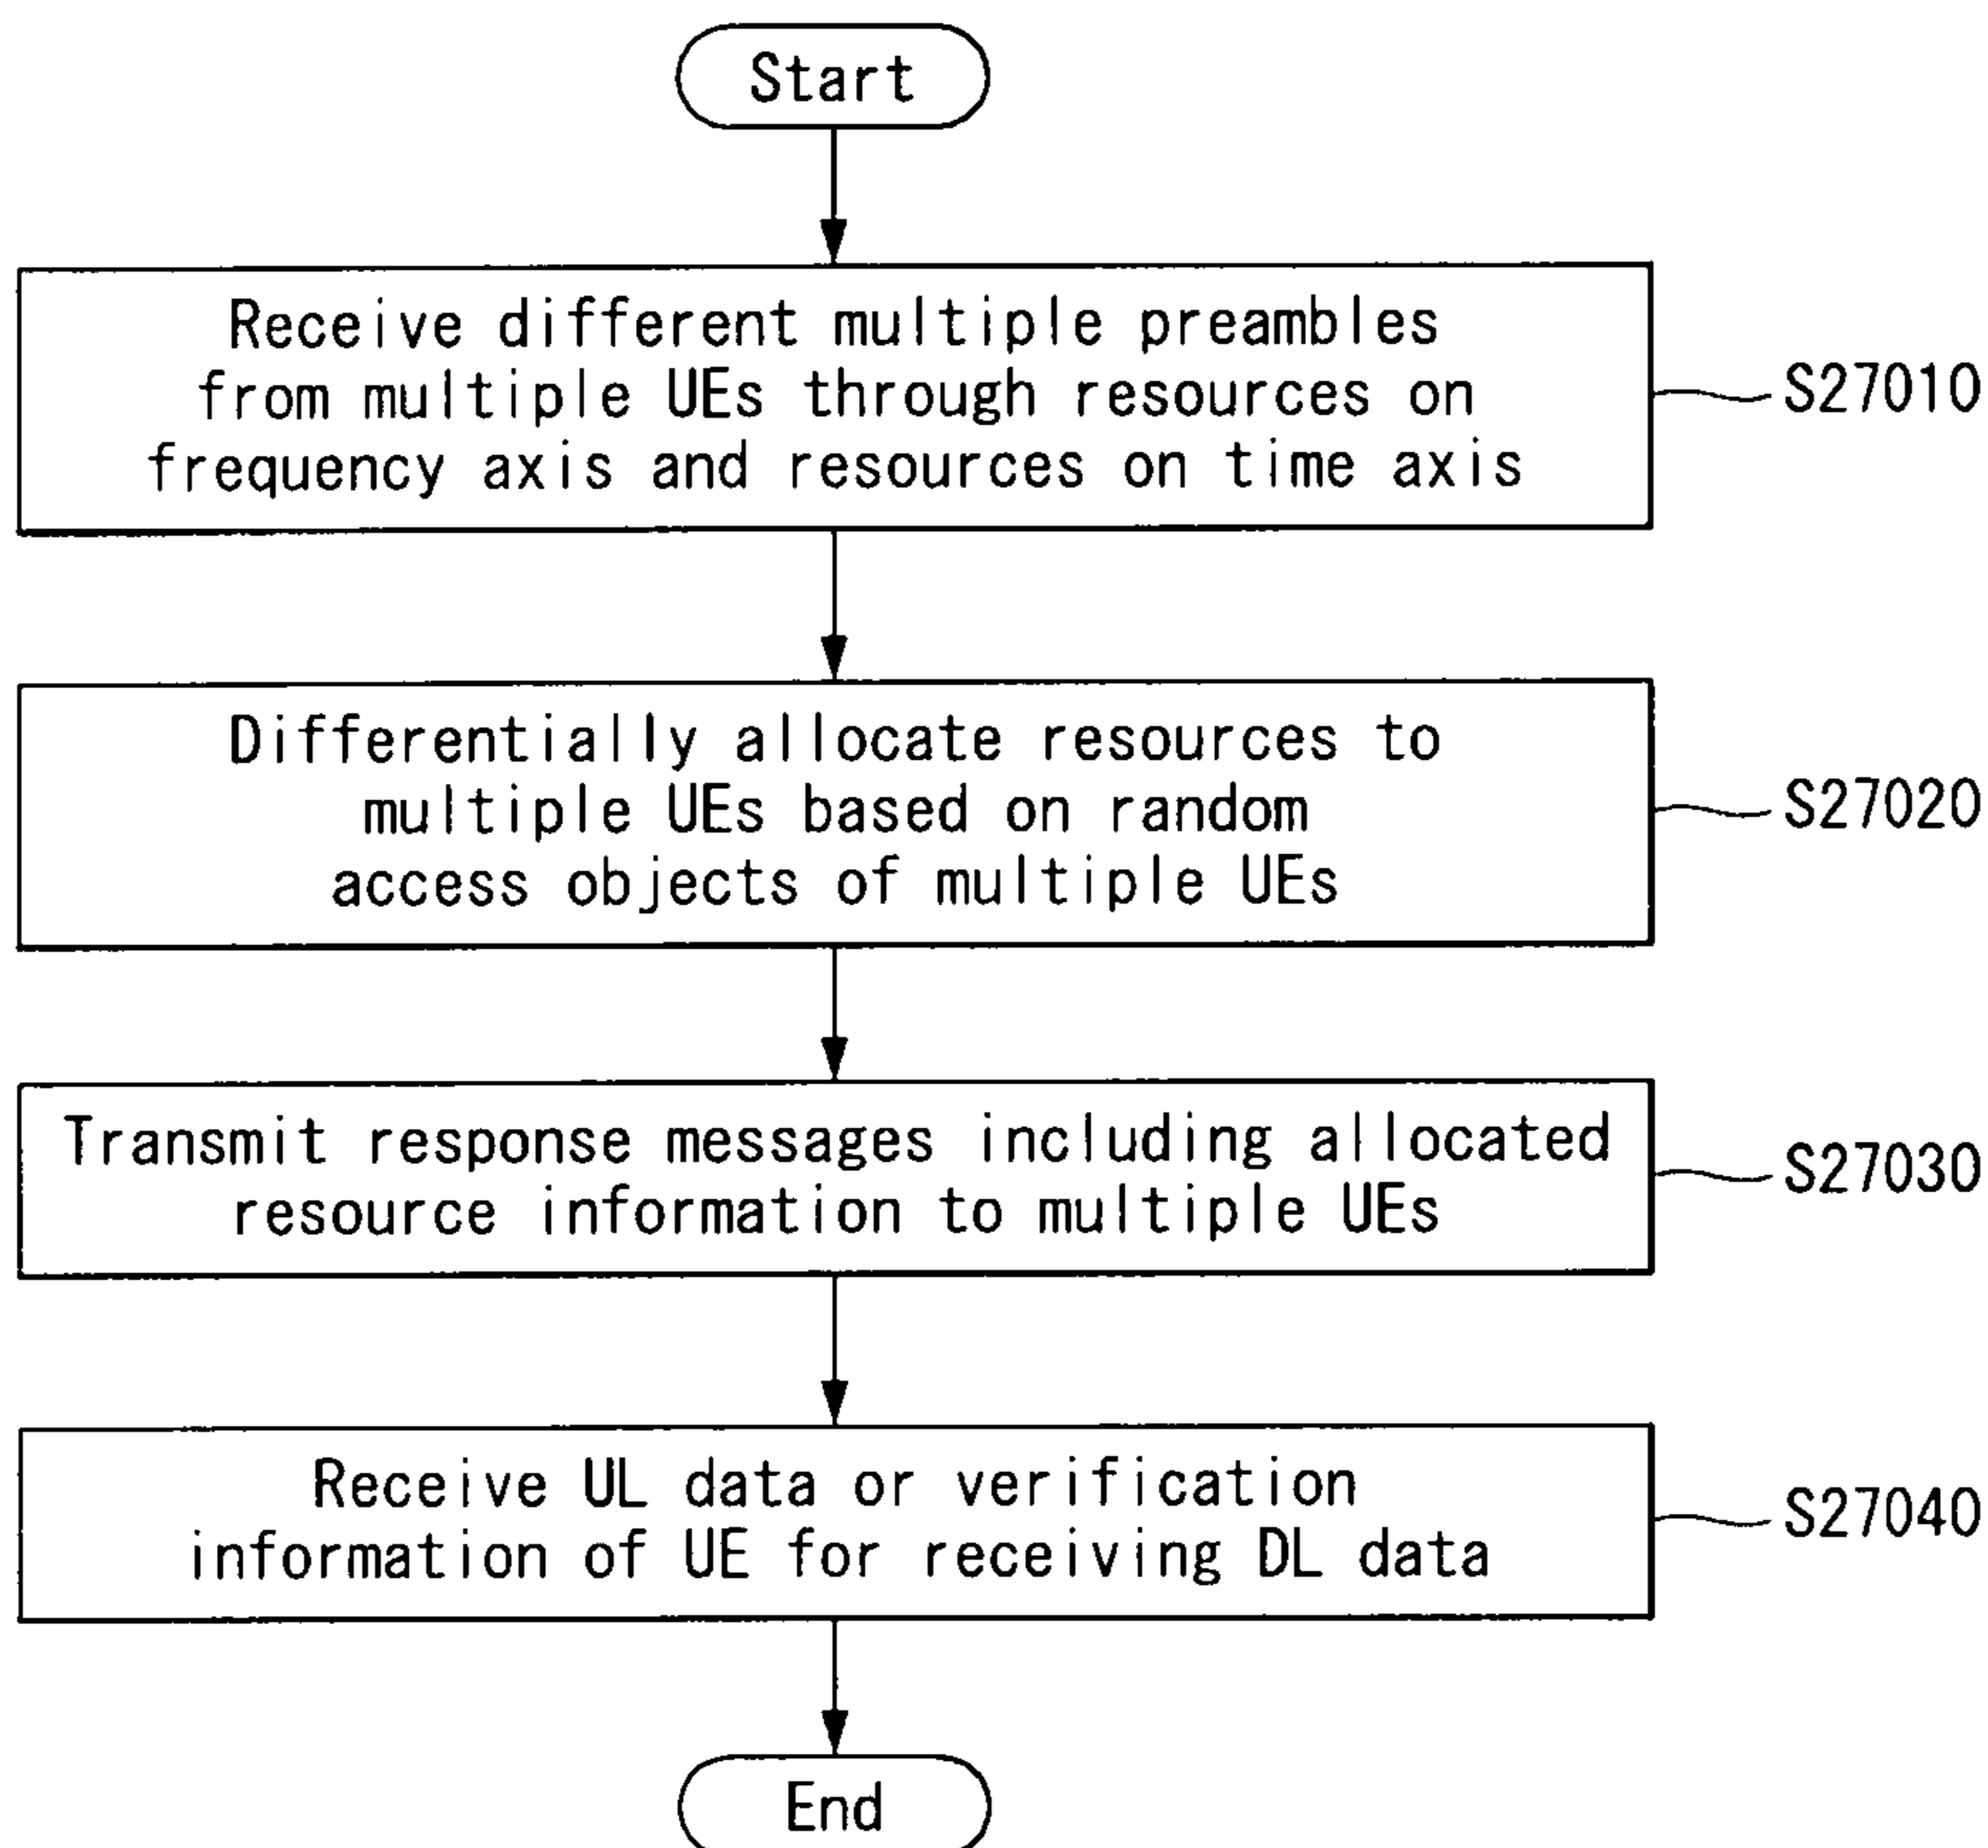 Start
Receive different multiple preambles
from multiple UEs through resources on
frequency axis and resources on time axis
S27010
Differentially allocate resources to
multiple UEs based on random
access objects of multiple UEs
S27020
Transmit response messages including allocated
resource information to multiple UEs
S27030
Receive UL data or verification
information of UE for receiving DL data
S27040
End